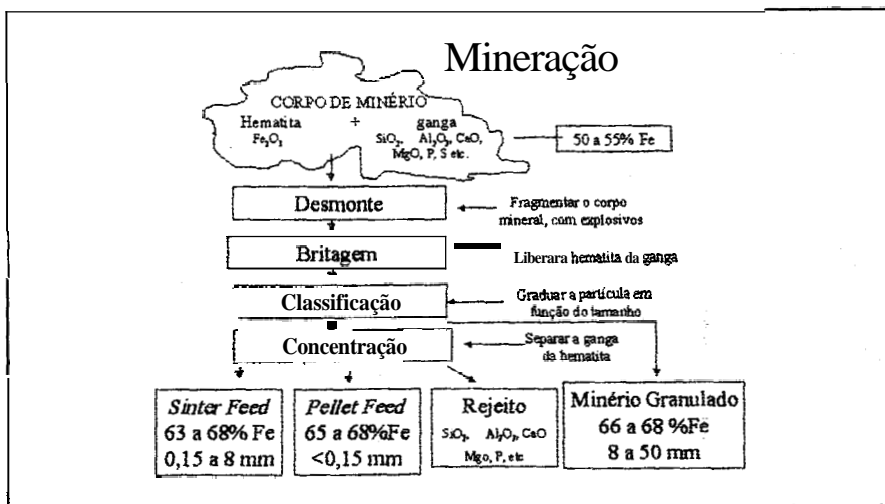 Mineração
CORPO DE MINÉRIO
Hematita + ganga
Fe₂O₃
SiO₂, Al₂O₃, CaO,
MgO, P, S etc.
50 a 55% Fe
Desmonte
Fragmentar o corpo
mineral, com explosivos
Britagem
Liberara hematita da ganga
Classificação
Graduar a partícula em
função do tamanho
Concentração
Separar a ganga
da hematita
Sinter Feed
63 a 68% Fe
0,15 a 8 mm
Pellet Feed
65 a 68%Fe
<0,15 mm
Rejeito
SiO₂, Al₂O₃, CaO
Mgo, P, etc
Minério Granulado
66 a 68 %Fe
8 a 50 mm